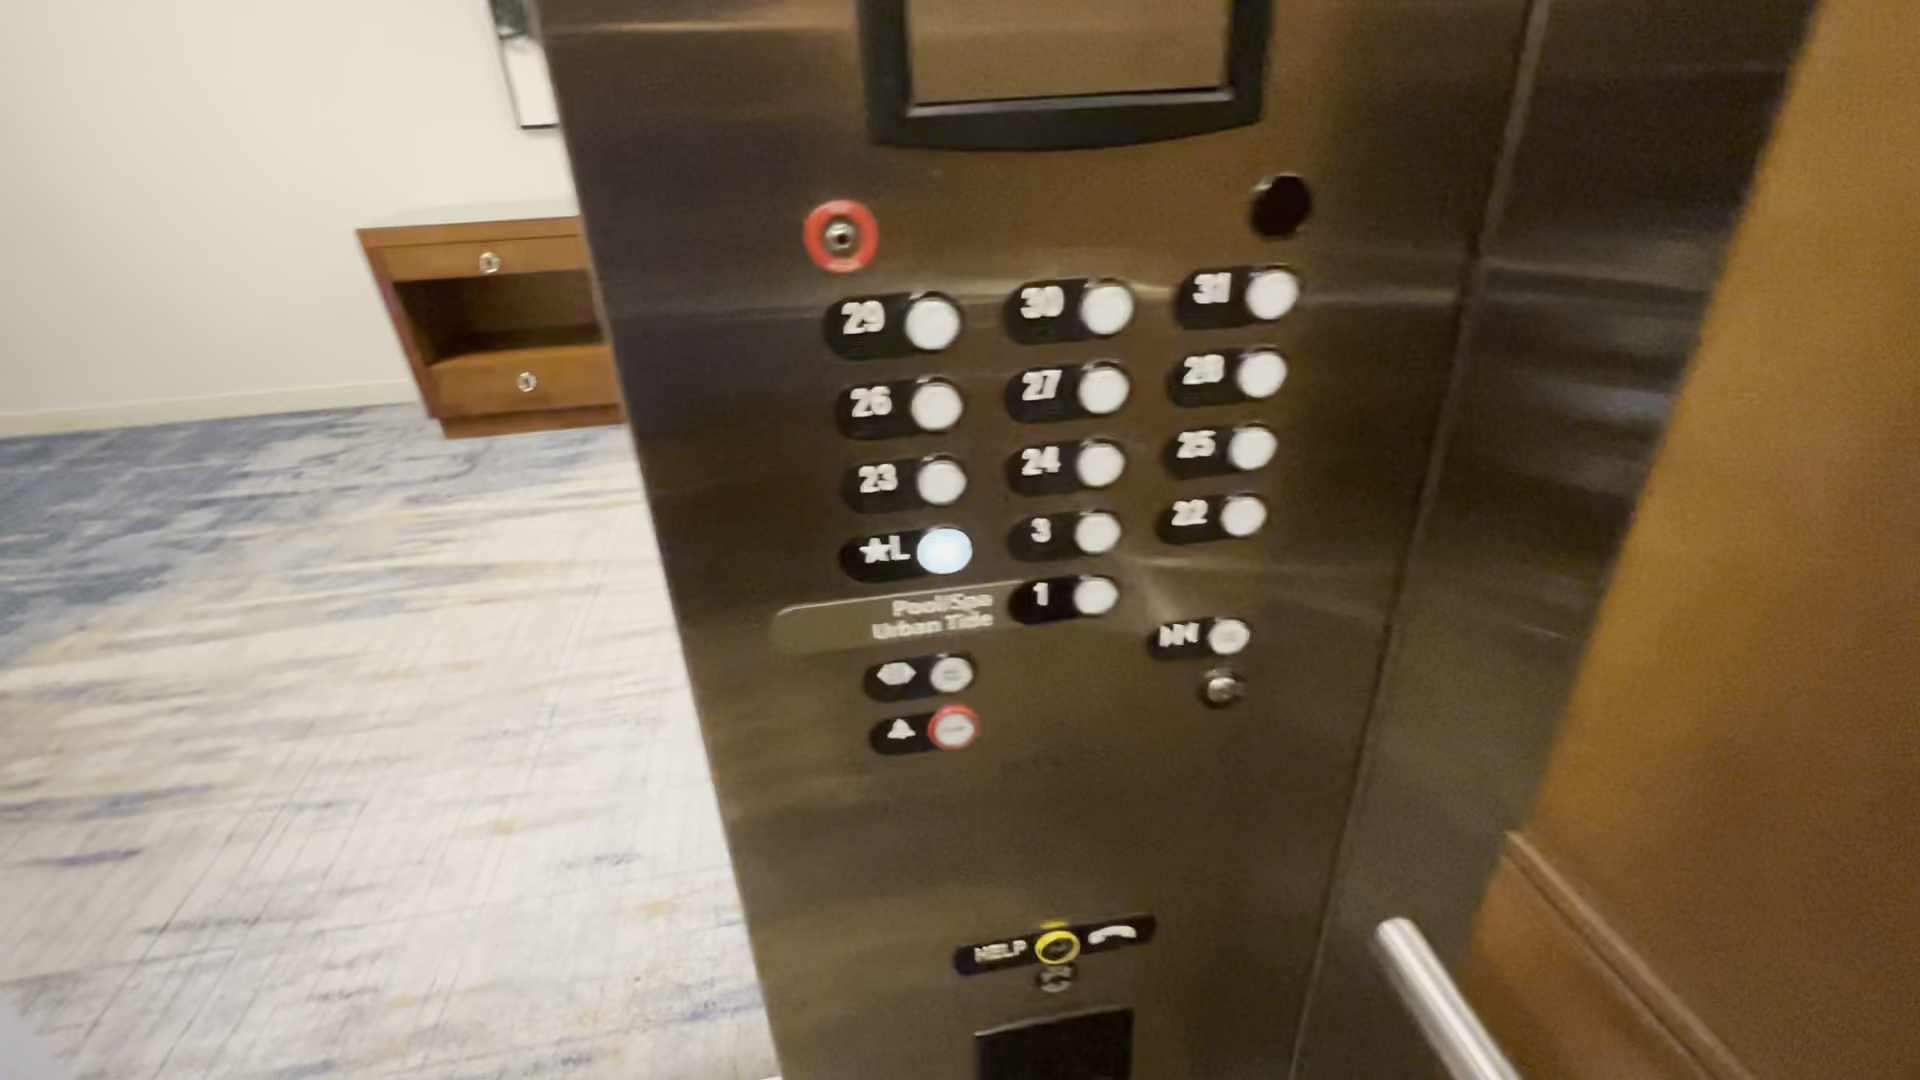 29 30 31
26 27 28
23 24 25
★L 3 22
Pool/Spa 1
Urban Tide
HELP